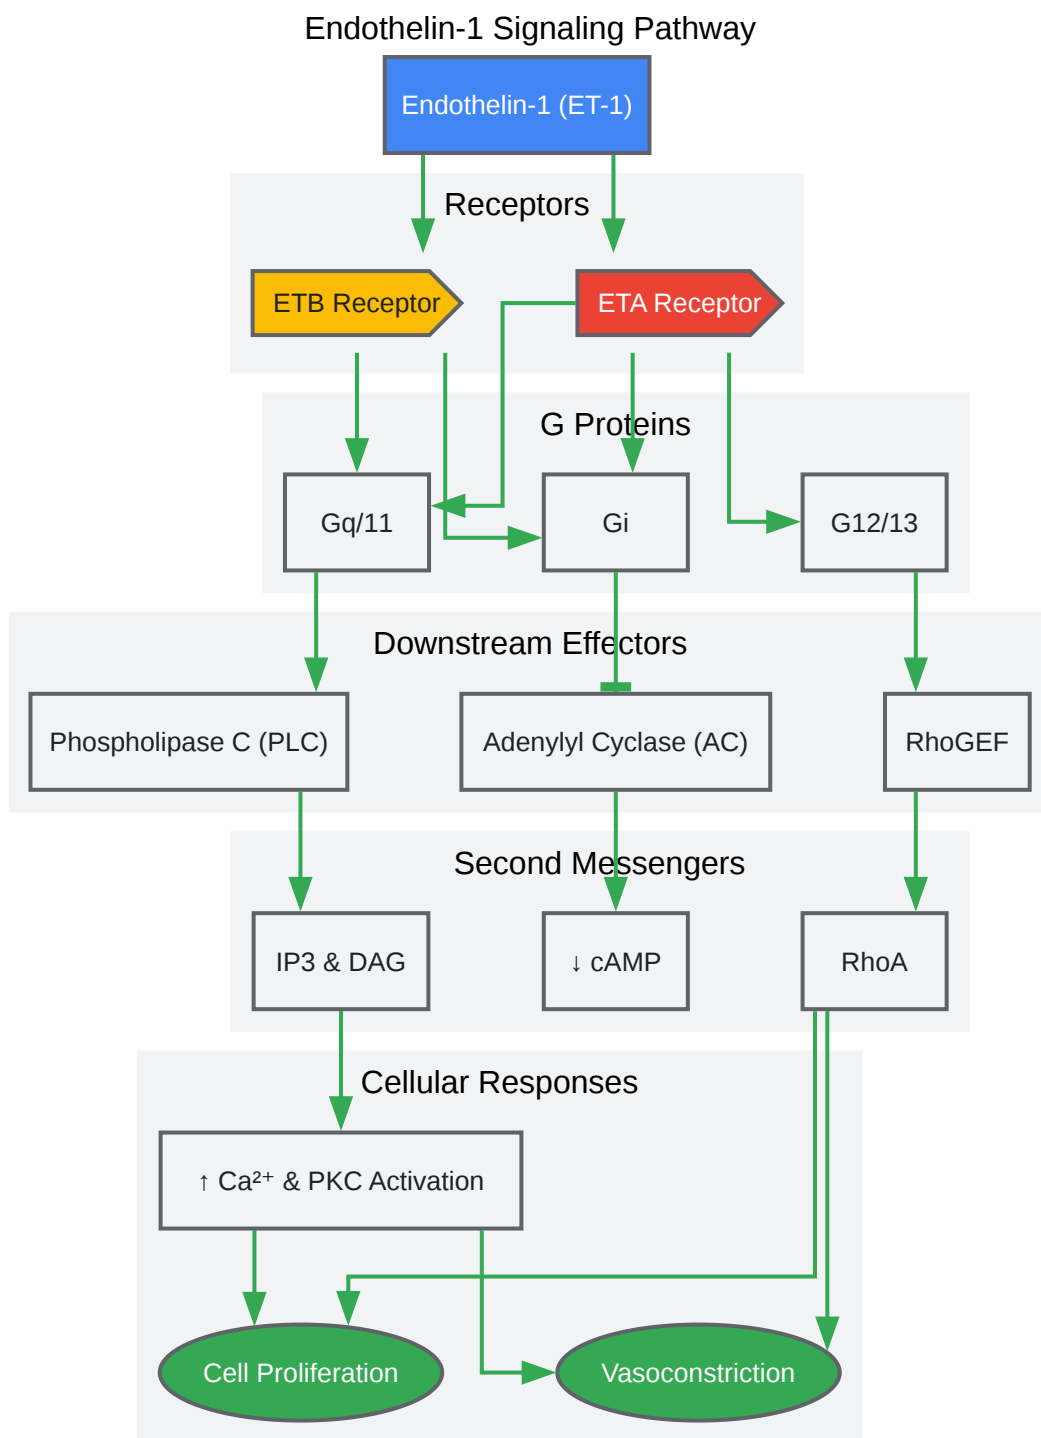 Endothelin-1 Signaling Pathway
Endothelin-1 (ET-1)
Receptors
ETB Receptor
ETA Receptor
G Proteins
Gq/11
Gi
G12/13
Downstream Effectors
Phospholipase C (PLC)
Adenylyl Cyclase (AC)
RhoGEF
Second Messengers
IP3 & DAG
↓ cAMP
RhoA
Cellular Responses
↑ Ca²⁺ & PKC Activation
Cell Proliferation
Vasoconstriction